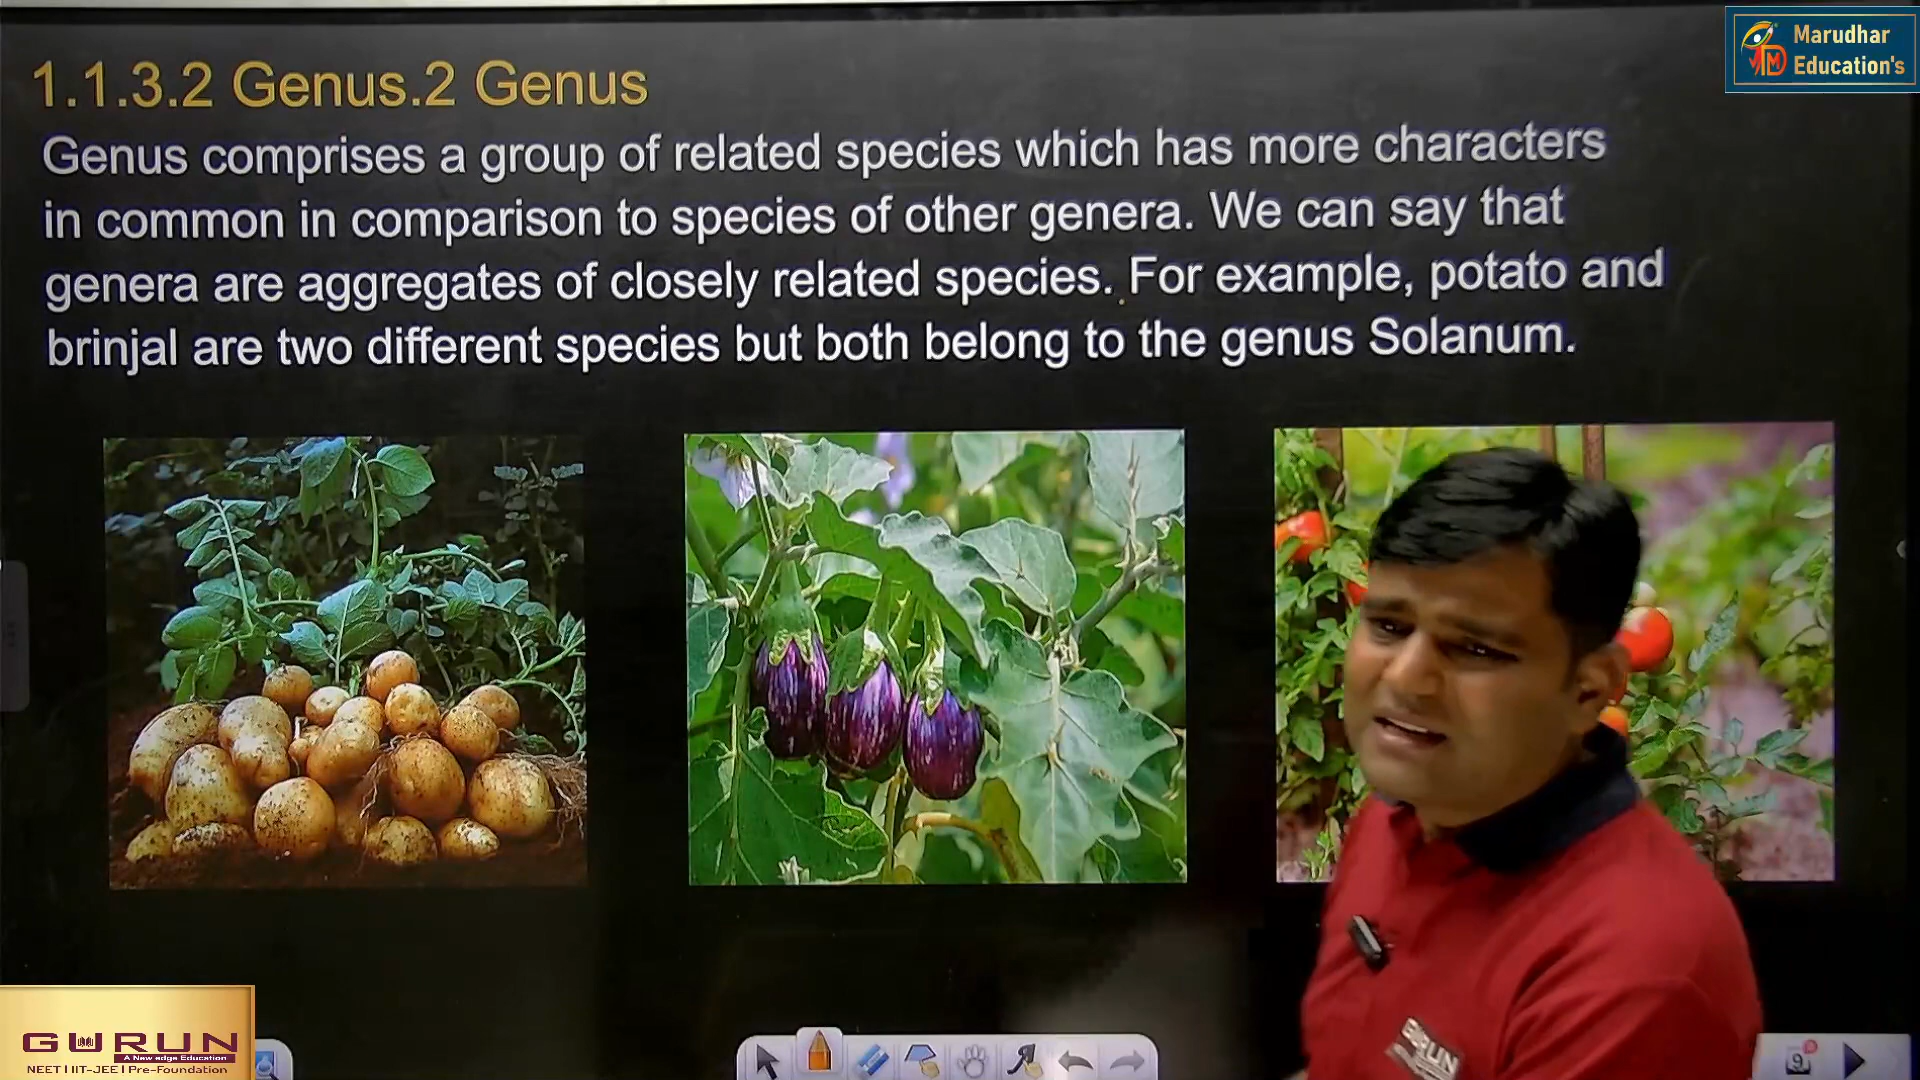 Marudhar
Education's
1.1.3.2 Genus.2 Genus
Genus comprises a group of related species which has more characters
in common in comparison to species of other genera. We can say that
genera are aggregates of closely related species. For example, potato and
brinjal are two different species but both belong to the genus Solanum.
GURUN
A New edge Education
NEET | IIT-JEE | Pre-Foundation
GURUN
9